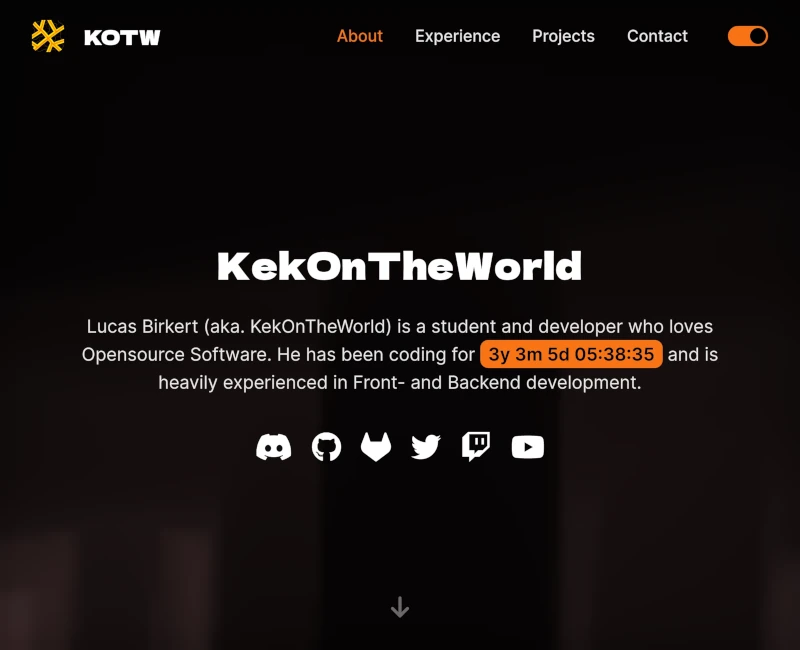 KOTW
About Experience Projects Contact
KekOnTheWorld
Lucas Birkert (aka. KekOnTheWorld) is a student and developer who loves
Opensource Software. He has been coding for 3y 3m 5d 05:38:35 and is
heavily experienced in Front- and Backend development.